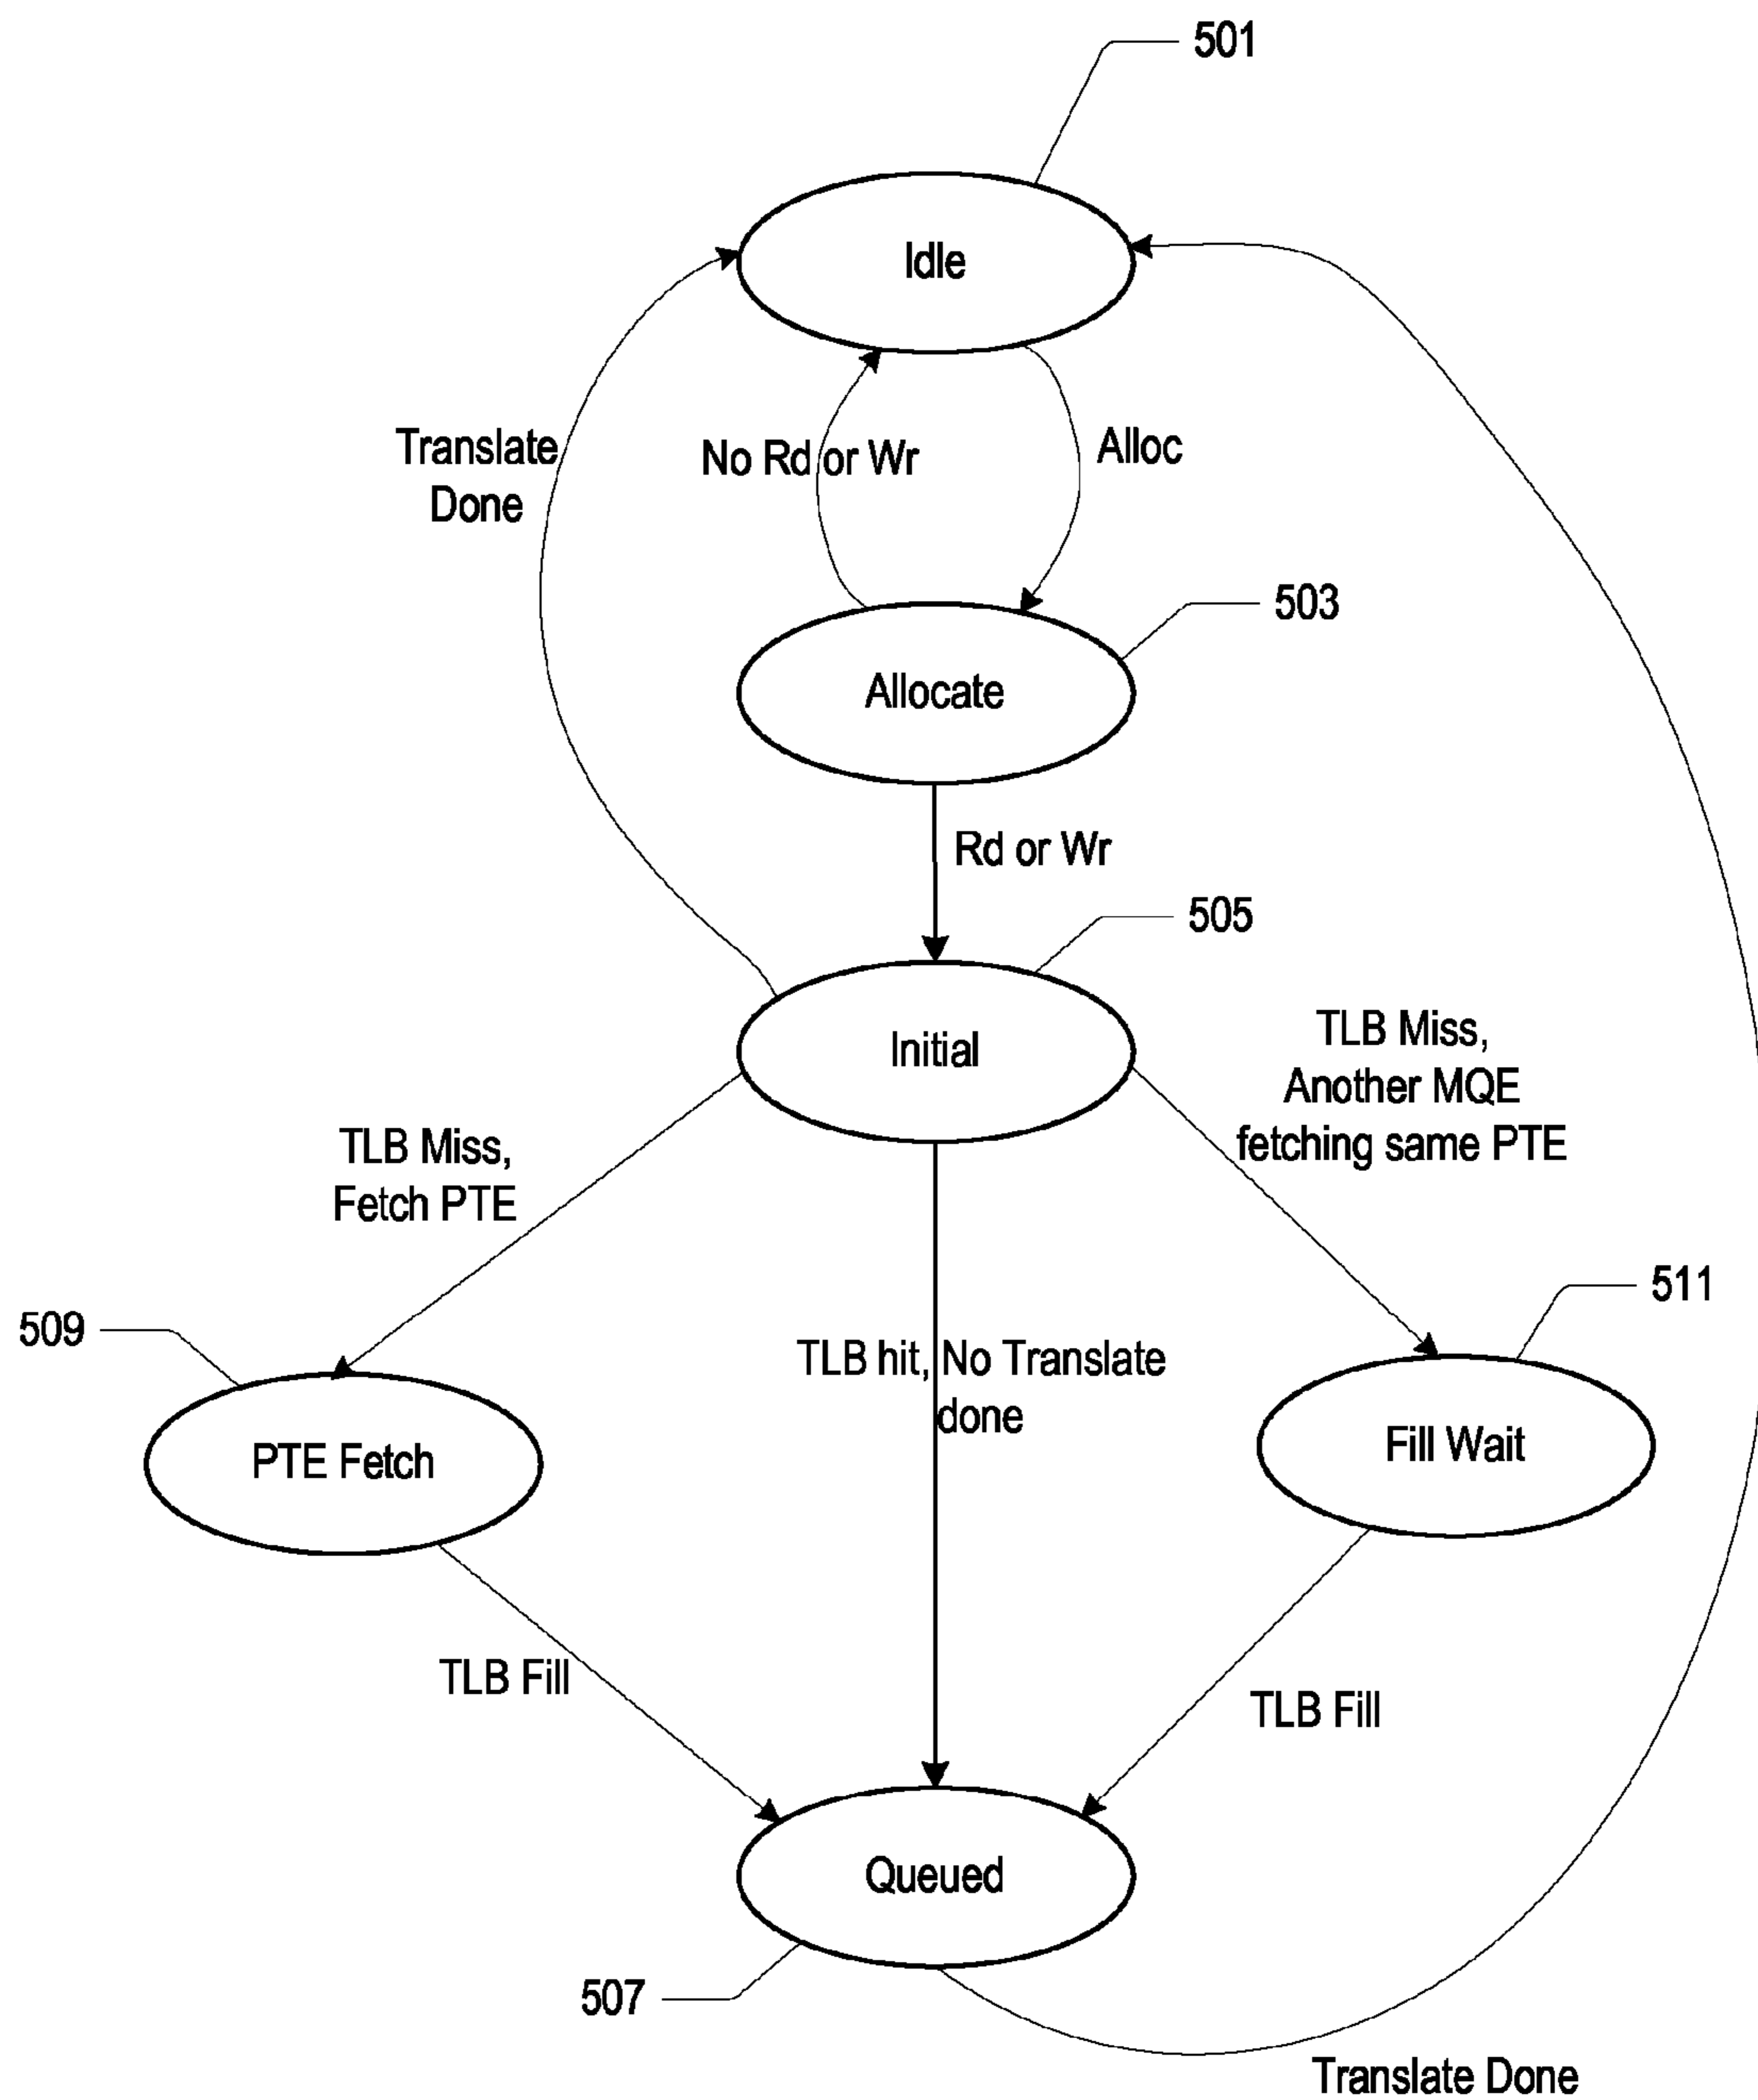 501
Idle
Translate
Done
No Rd or Wr
Alloc
503
Allocate
Rd or Wr
505
Initial
TLB Miss,
Another MQE
fetching same PTE
TLB Miss,
Fetch PTE
509
511
TLB hit, No Translate
done
PTE Fetch
Fill Wait
TLB Fill
TLB Fill
Queued
507
Translate Done